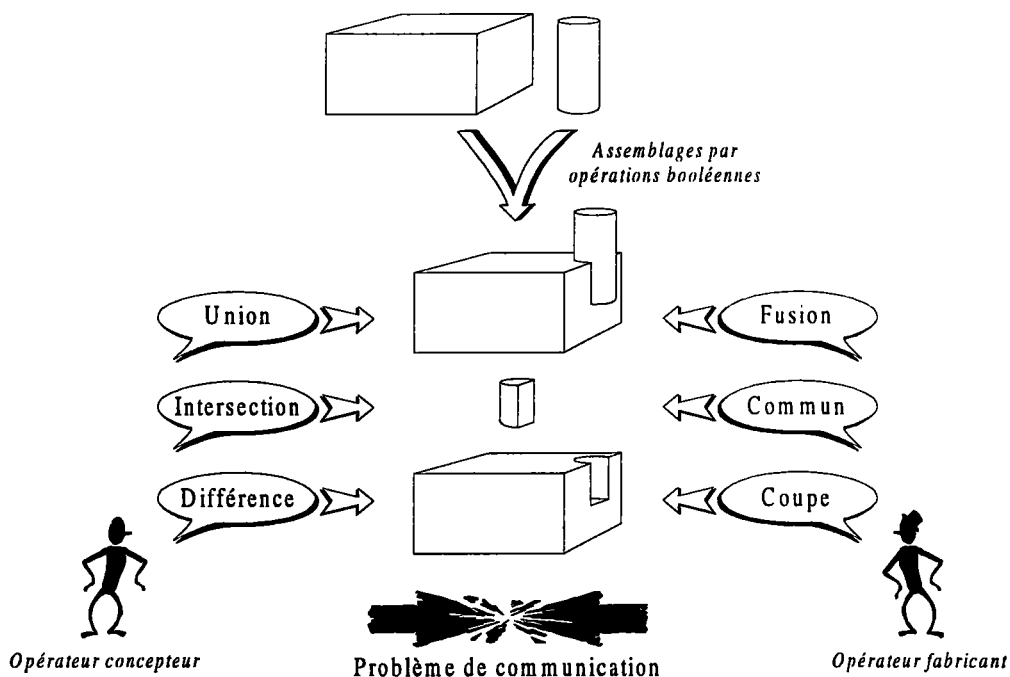 Assemblages par
opérations booléennes
Union
Fusion
Intersection
Commun
Différence
Coupe
Opérateur concepteur
Problème de communication
Opérateur fabricant